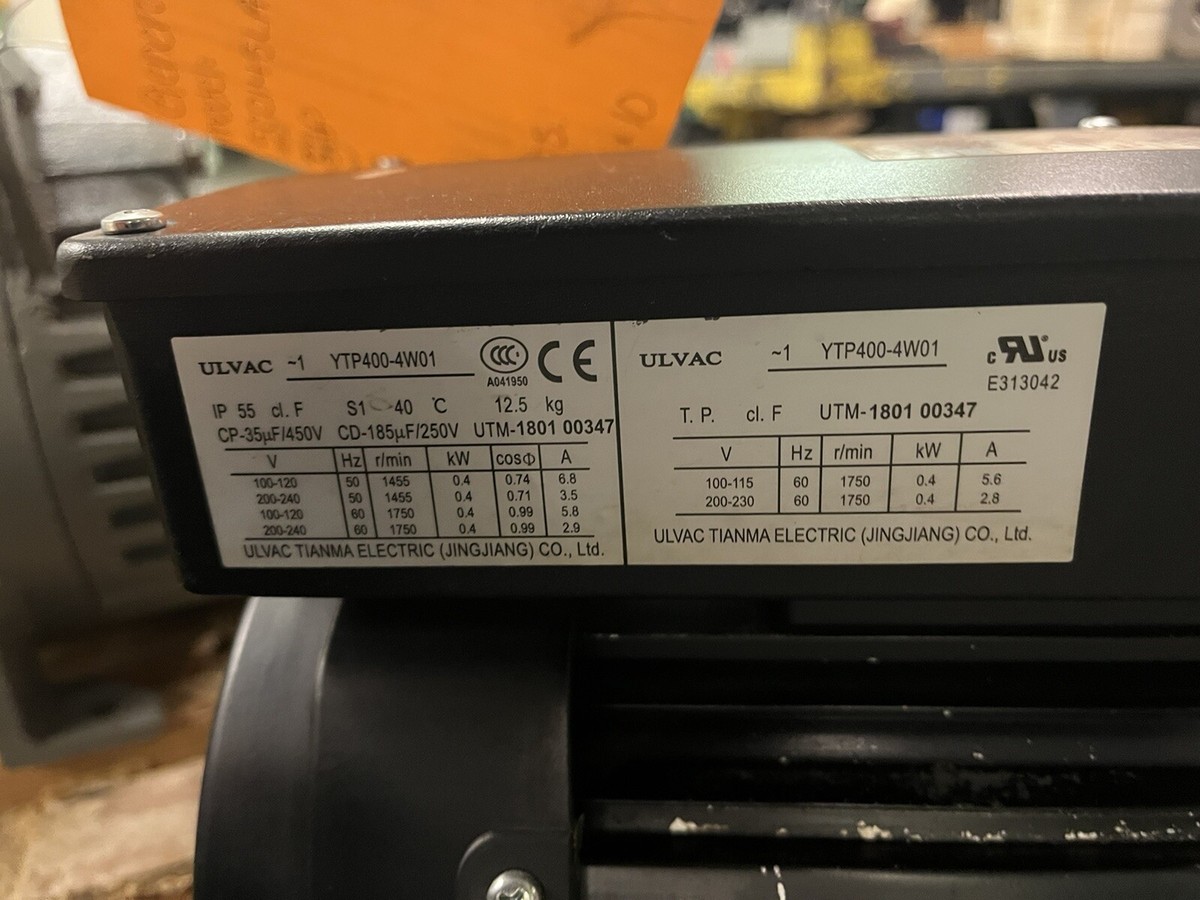 ULVAC ~1 YTP400-4W01 CCC CE
A041950
IP 55 cl. F S1 40 ℃ 12.5 kg
CP-35µF/450V CD-185µF/250V UTM-1801 00347
V Hz r/min kW cosΦ A
100-120 50 1455 0.4 0.74 6.8
200-240 50 1455 0.4 0.71 3.5
100-120 60 1750 0.4 0.99 5.8
200-240 60 1750 0.4 0.99 2.9
ULVAC TIANMA ELECTRIC (JINGJIANG) CO., Ltd.
ULVAC ~1 YTP400-4W01 c RU US
E313042
T. P. cl. F UTM-1801 00347
V Hz r/min kW A
100-115 60 1750 0.4 5.6
200-230 60 1750 0.4 2.8
ULVAC TIANMA ELECTRIC (JINGJIANG) CO., Ltd.